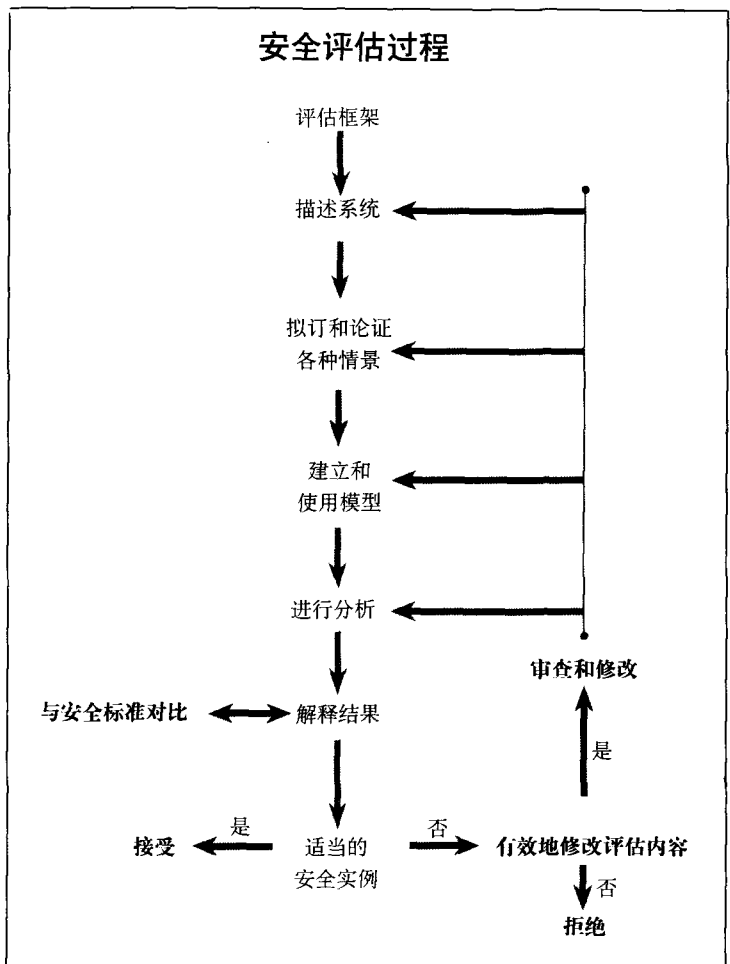 安全评估过程
评估框架
描述系统
拟订和论证
各种情景
建立和
使用模型
进行分析
审查和修改
与安全标准对比
解释结果
是
是
否
接受
适当的
安全实例
有效地修改评估内容
否
拒绝